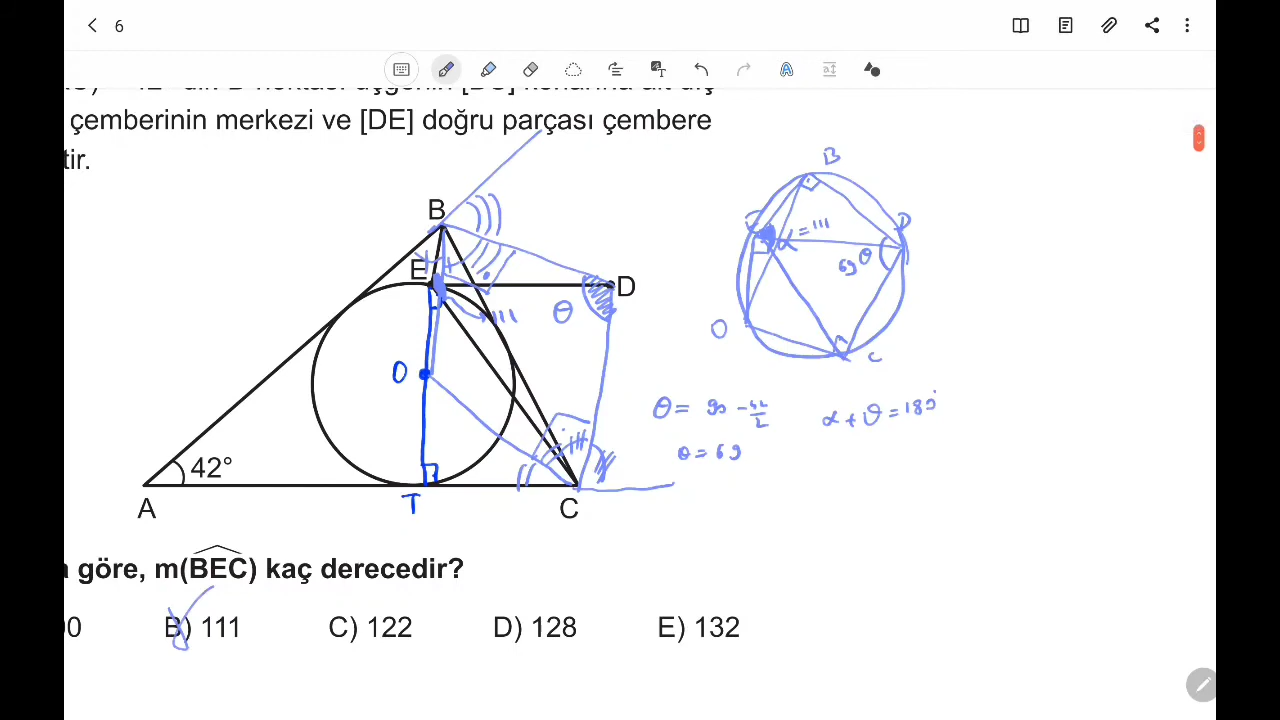 6
çemberinin merkezi ve [DE] doğru parçası çembere
tir.
B
E
D
θ
111
O
42°
A
T
C
B
D
α = 111
69 θ
O
C
θ = 90 - 42/2
α + θ = 180°
θ = 69
göre, m(BEC) kaç derecedir?
B) 111
C) 122
D) 128
E) 132